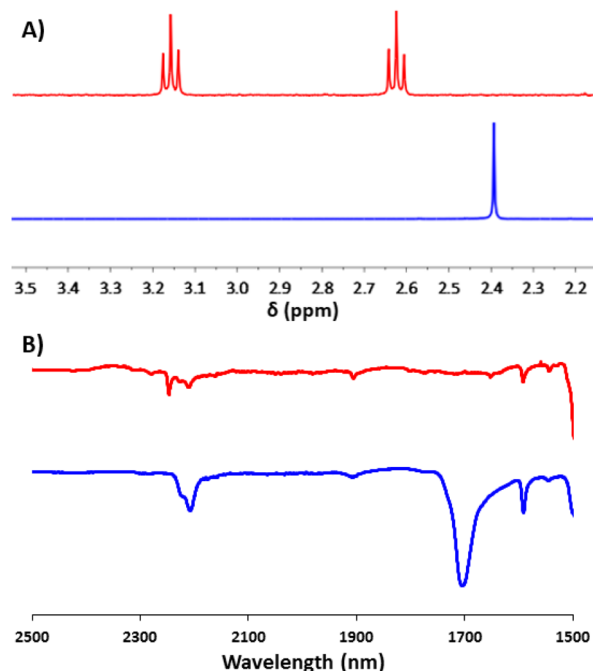 A)
3.5 3.4 3.3 3.2 3.1 3.0 2.9 2.8 2.7 2.6 2.5 2.4 2.3 2.2
δ (ppm)
B)
2500 2300 2100 1900 1700 1500
Wavelength (nm)